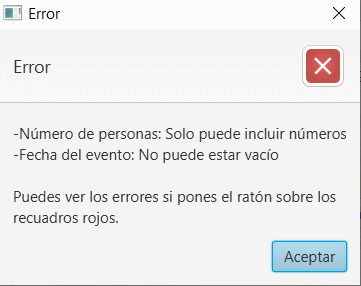 Error
Error
-Número de personas: Solo puede incluir números
-Fecha del evento: No puede estar vacío
Puedes ver los errores si pones el ratón sobre los
recuadros rojos.
Aceptar